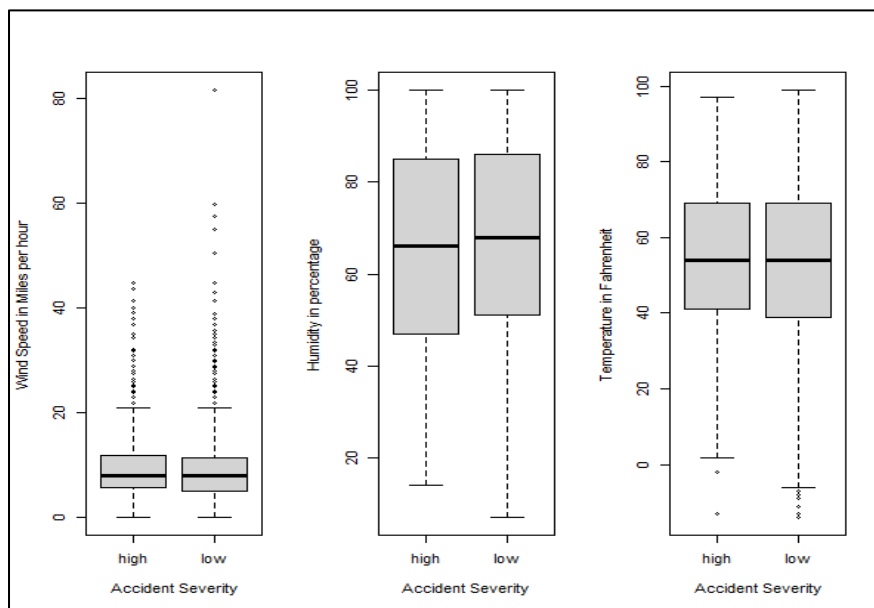 Wind Speed in Miles per hour
80
60
40
20
0
high low
Accident Severity
Humidity in percentage
100
80
60
40
20
high low
Accident Severity
Temperature in Fahrenheit
100
80
60
40
20
0
high low
Accident Severity